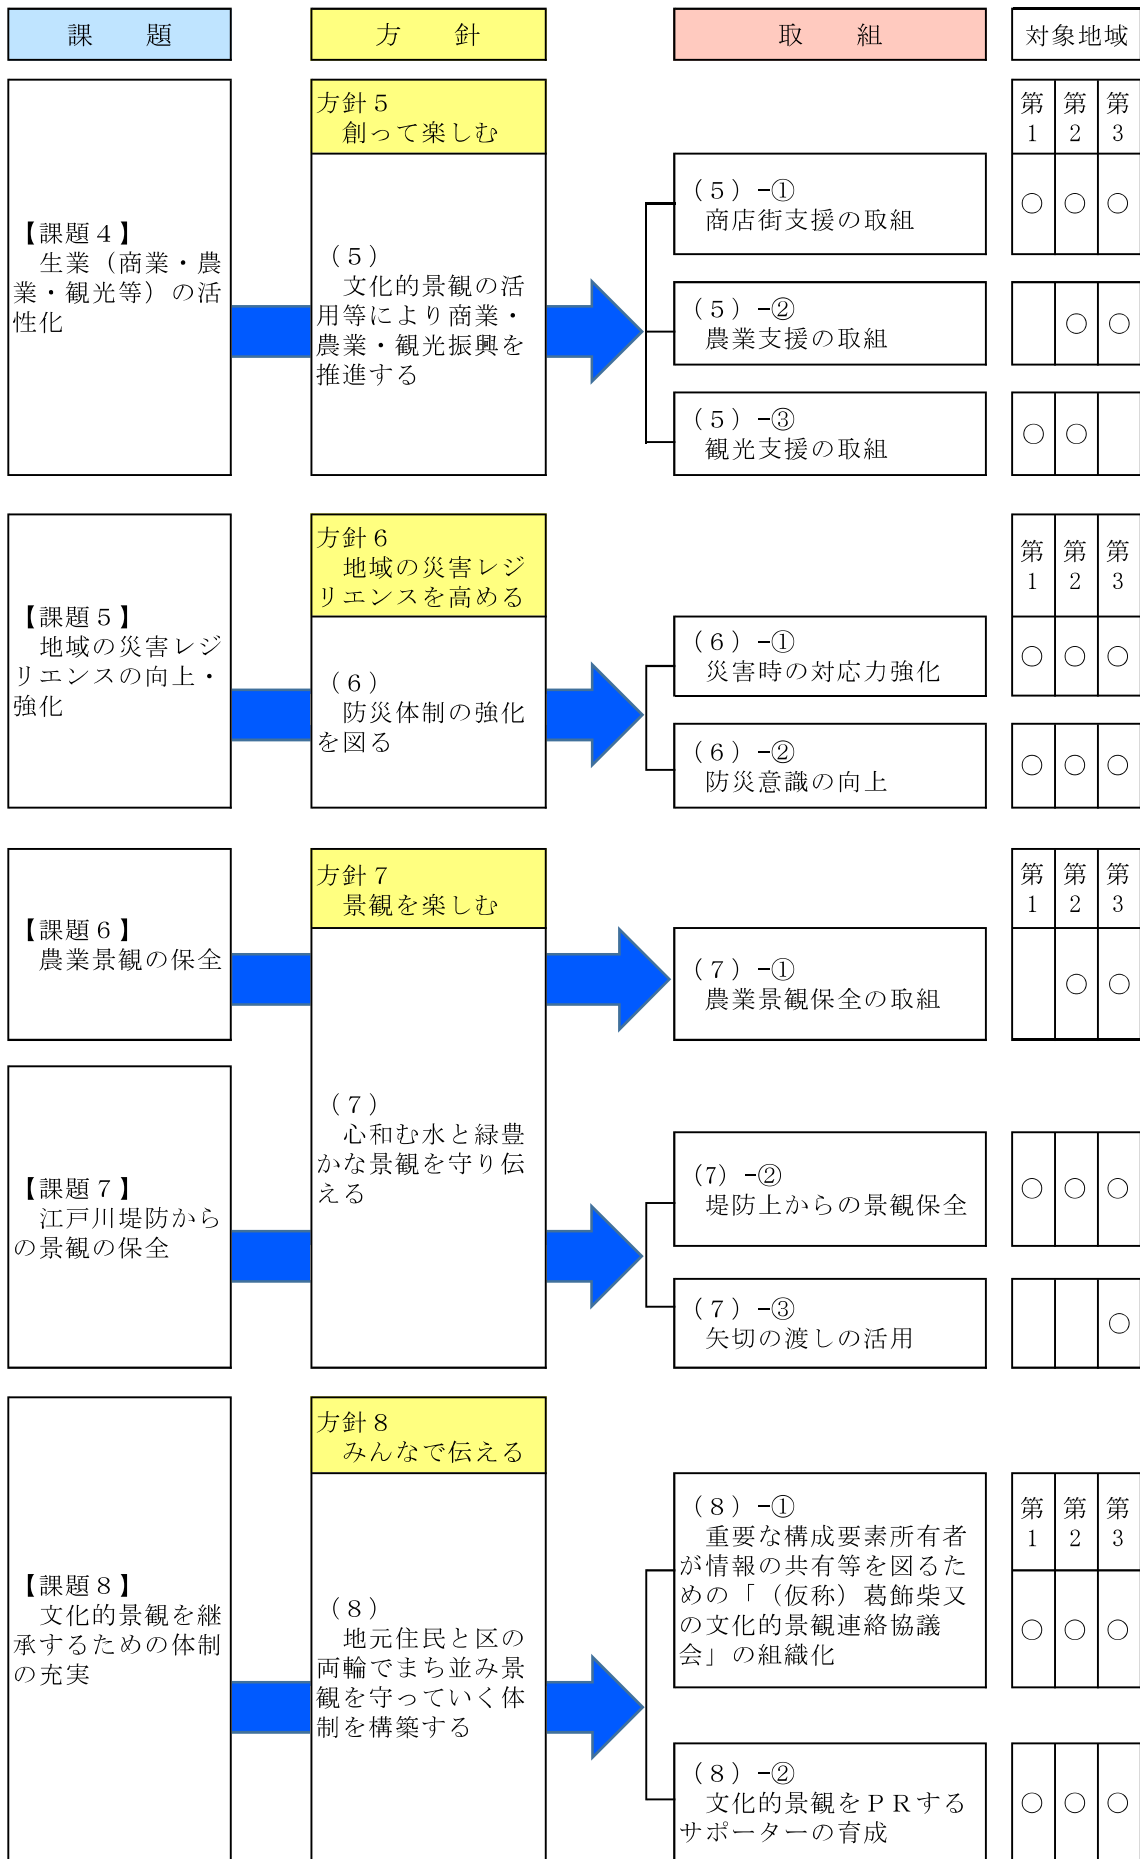 課　題
方　針
取　組
対象地域
【課題４】
生業（商業・農
業・観光等）の活
性化
方針５
創って楽しむ
（５）
文化的景観の活
用等により商業・
農業・観光振興を
推進する
第１ 第２ 第３
（５）-①
商店街支援の取組
○ ○ ○
（５）-②
農業支援の取組
○ ○
（５）-③
観光支援の取組
○ ○
【課題５】
地域の災害レジ
リエンスの向上・
強化
方針６
地域の災害レジ
リエンスを高める
（６）
防災体制の強化
を図る
第１ 第２ 第３
（６）-①
災害時の対応力強化
○ ○ ○
（６）-②
防災意識の向上
○ ○ ○
【課題６】
農業景観の保全
【課題７】
江戸川堤防から
の景観の保全
方針７
景観を楽しむ
（７）
心和む水と緑豊
かな景観を守り伝
える
第１ 第２ 第３
（７）-①
農業景観保全の取組
○ ○
(7）-②
堤防上からの景観保全
○ ○ ○
（７）-③
矢切の渡しの活用
○
【課題８】
文化的景観を継
承するための体制
の充実
方針８
みんなで伝える
（８）
地元住民と区の
両輪でまち並み景
観を守っていく体
制を構築する
第１ 第２ 第３
（８）-①
重要な構成要素所有者
が情報の共有等を図るた
めの「（仮称）葛飾柴又
の文化的景観連絡協議
会」の組織化
○ ○ ○
（８）-②
文化的景観をＰＲする
サポーターの育成
○ ○ ○